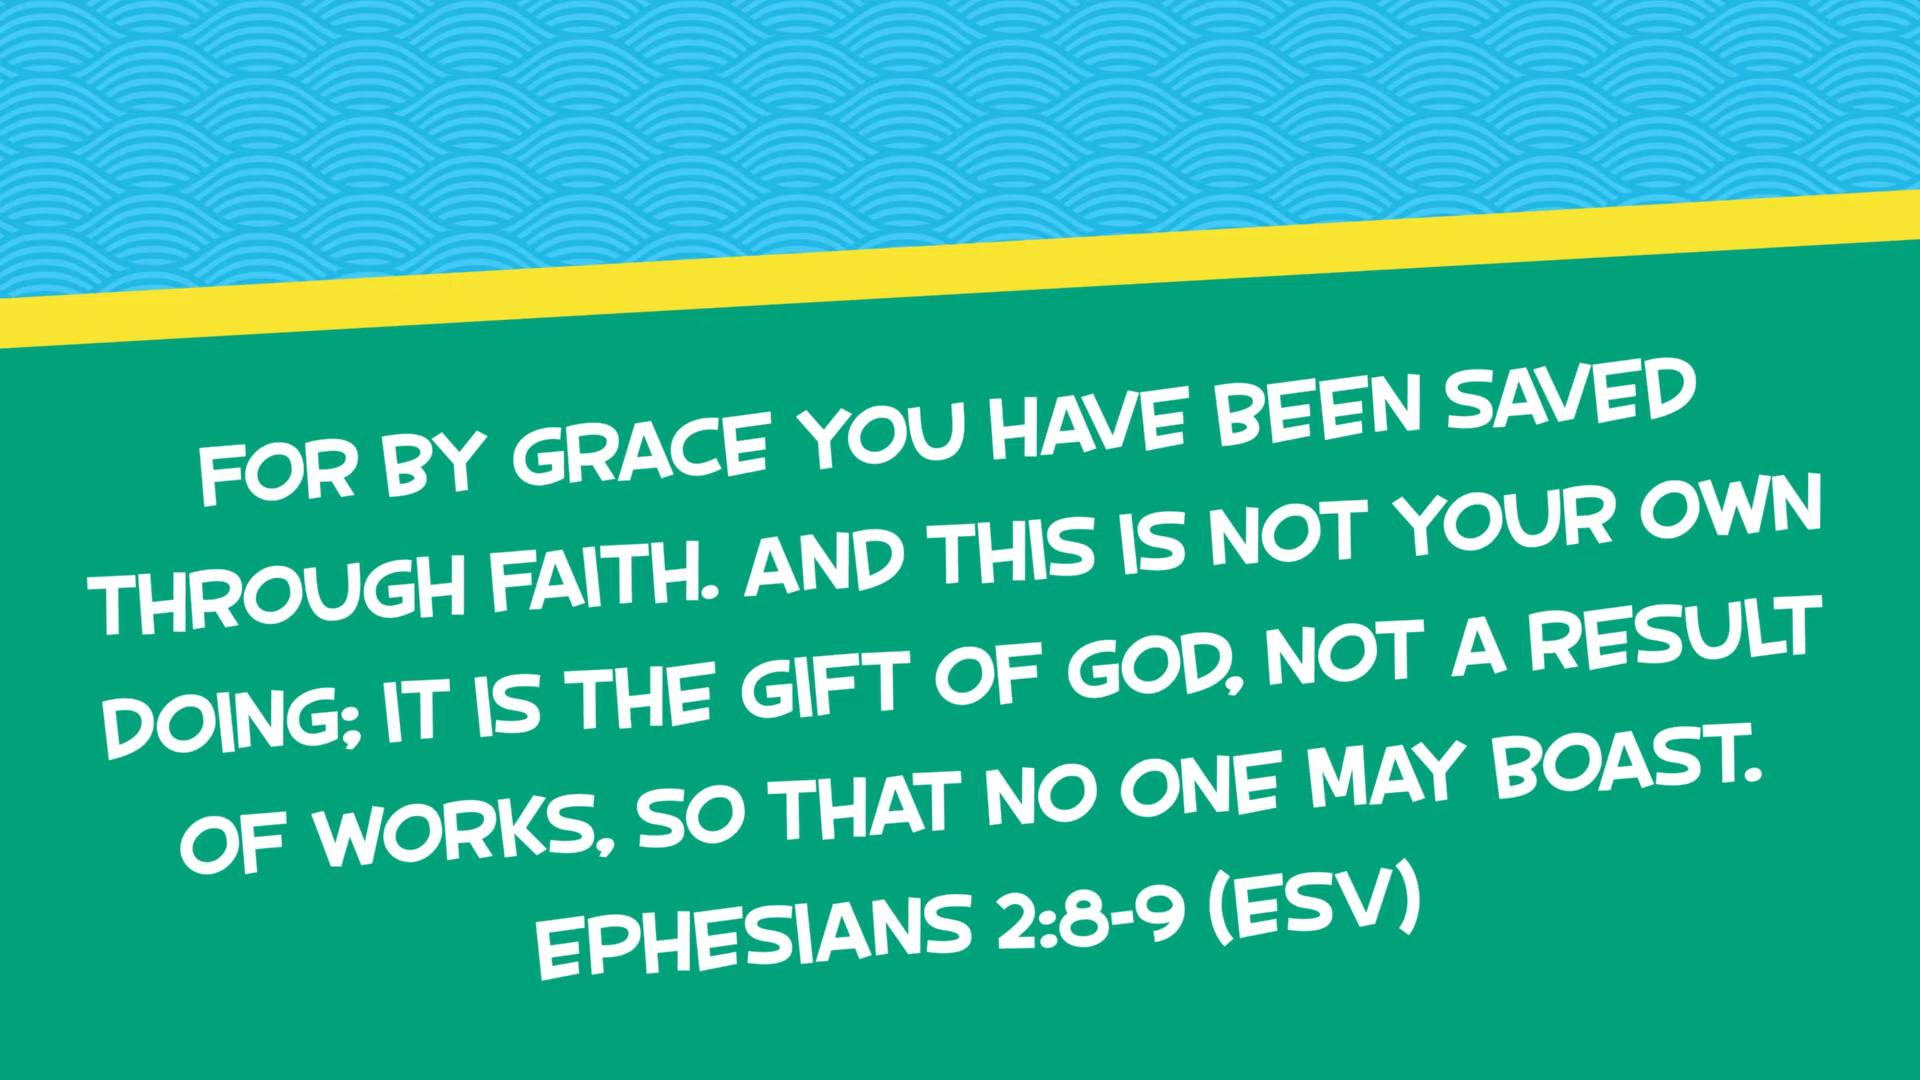 FOR BY GRACE YOU HAVE BEEN SAVED
THROUGH FAITH. AND THIS IS NOT YOUR OWN
DOING; IT IS THE GIFT OF GOD, NOT A RESULT
OF WORKS, SO THAT NO ONE MAY BOAST.
EPHESIANS 2:8-9 (ESV)